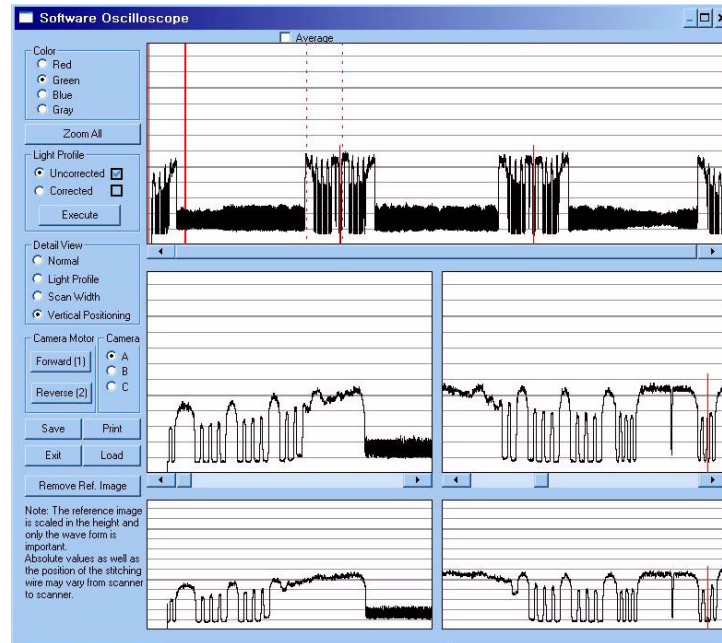 Software Oscilloscope
Average
Color
Red
Green
Blue
Gray
Zoom All
Light Profile
Uncorrected
Corrected
Execute
Detail View
Normal
Light Profile
Scan Width
Vertical Positioning
Camera Motor
Camera
Forward (1)
A
B
Reverse (2)
C
Save
Print
Exit
Load
Remove Ref. Image
Note: The reference image
is scaled in the height and
only the wave form is
important.
Absolute values as well as
the position of the stitching
wire may vary from scanner
to scanner.